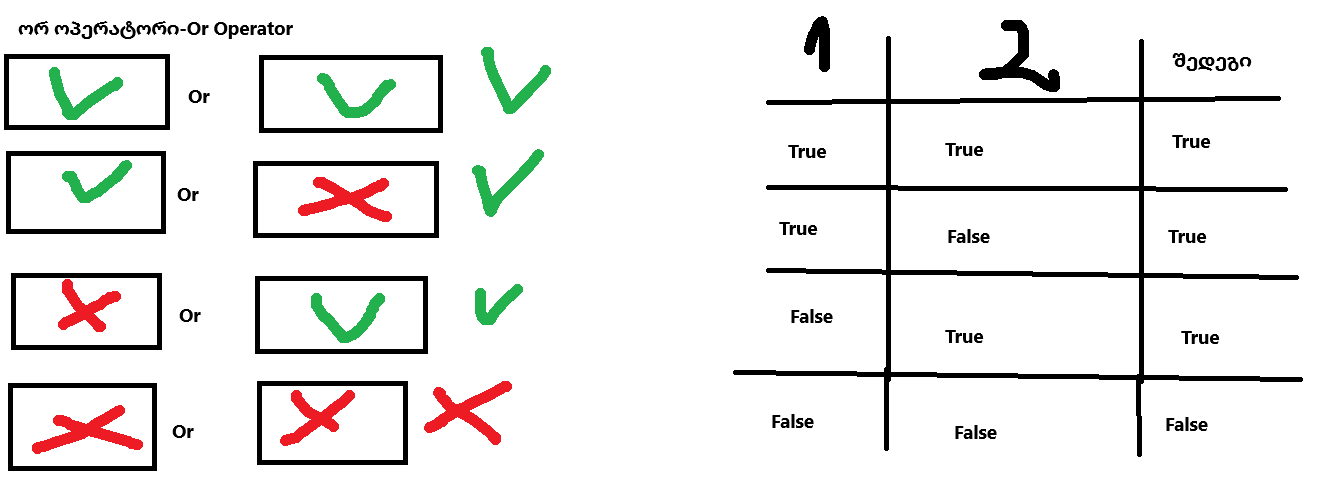 ორ ოპერატორი-Or Operator
Or
Or
Or
Or
1 2 შედეგი
True True True
True False True
False True True
False False False